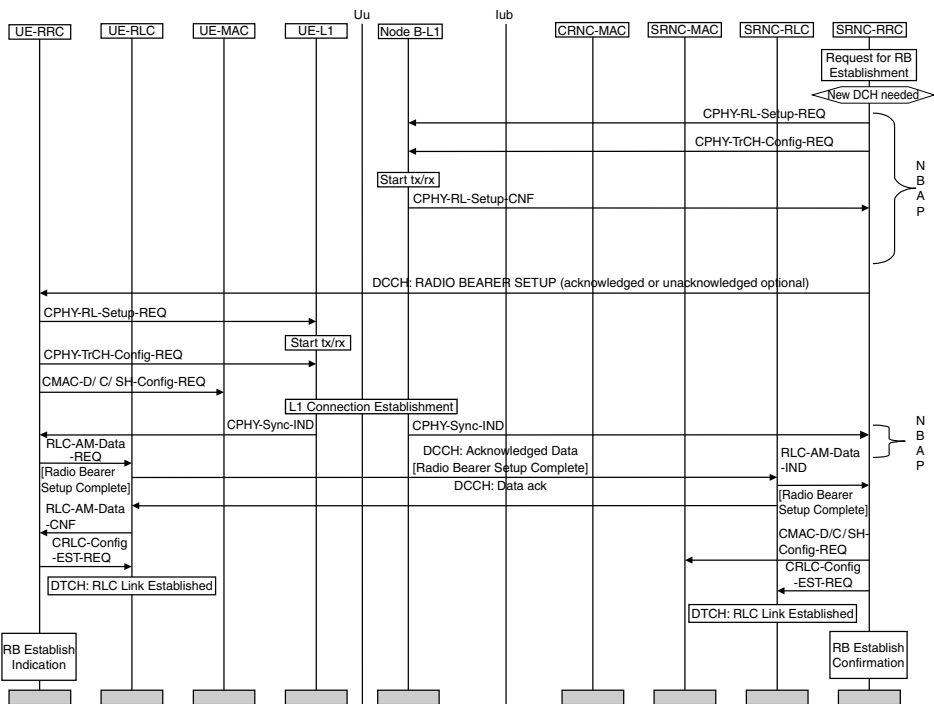 Uu
Iub
UE-RRC
UE-RLC
UE-MAC
UE-L1
Node B-L1
CRNC-MAC
SRNC-MAC
SRNC-RLC
SRNC-RRC
Request for RB
Establishment
New DCH needed
CPHY-RL-Setup-REQ
CPHY-TrCH-Config-REQ
Start tx/rx
CPHY-RL-Setup-CNF
N
B
A
P
DCCH: RADIO BEARER SETUP (acknowledged or unacknowledged optional)
CPHY-RL-Setup-REQ
Start tx/rx
CPHY-TrCH-Config-REQ
CMAC-D/ C/ SH-Config-REQ
L1 Connection Establishment
CPHY-Sync-IND
CPHY-Sync-IND
N
B
A
P
RLC-AM-Data
-REQ
[Radio Bearer
Setup Complete]
DCCH: Acknowledged Data
[Radio Bearer Setup Complete]
RLC-AM-Data
-IND
[Radio Bearer
Setup Complete]
DCCH: Data ack
RLC-AM-Data
-CNF
CRLC-Config
-EST-REQ
CMAC-D/C/SH-
Config-REQ
CRLC-Config
-EST-REQ
DTCH: RLC Link Established
DTCH: RLC Link Established
RB Establish
Indication
RB Establish
Confirmation